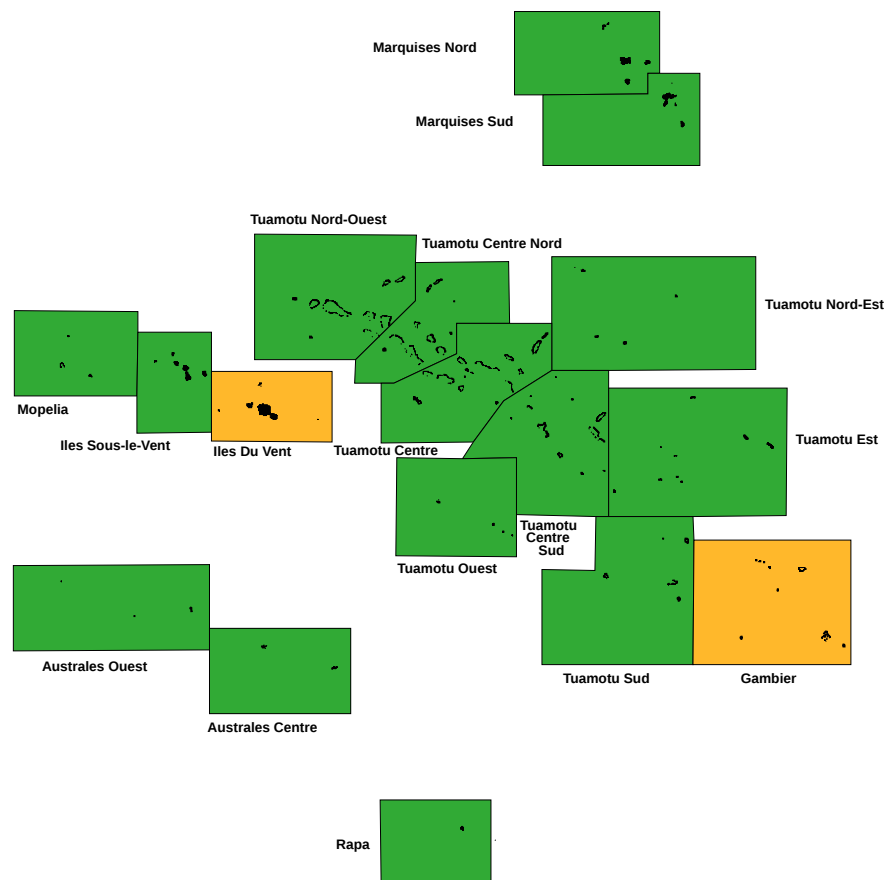 Marquises Nord
Marquises Sud
Tuamotu Nord-Ouest
Tuamotu Centre Nord
Tuamotu Nord-Est
Mopelia
Iles Sous-le-Vent
Iles Du Vent
Tuamotu Centre
Tuamotu Est
Tuamotu
Centre
Sud
Tuamotu Ouest
Australes Ouest
Tuamotu Sud
Gambier
Australes Centre
Rapa